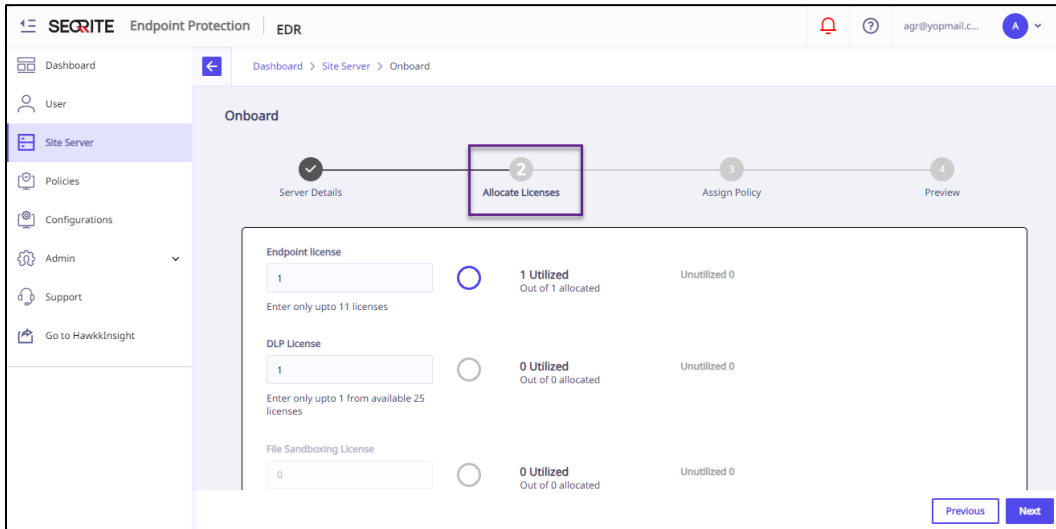 SEQRITE Endpoint Protection EDR
agr@yopmail.c... A
Dashboard
User
Site Server
Policies
Configurations
Admin
Support
Go to HawkkInsight
Dashboard > Site Server > Onboard
Onboard
2 3 4
Server Details Allocate Licenses Assign Policy Preview
Endpoint license
1
Enter only upto 11 licenses
1 Utilized
Out of 1 allocated
Unutilized 0
DLP License
1
Enter only upto 1 from available 25
licenses
0 Utilized
Out of 0 allocated
Unutilized 0
File Sandboxing License
0
0 Utilized
Out of 0 allocated
Unutilized 0
Previous Next